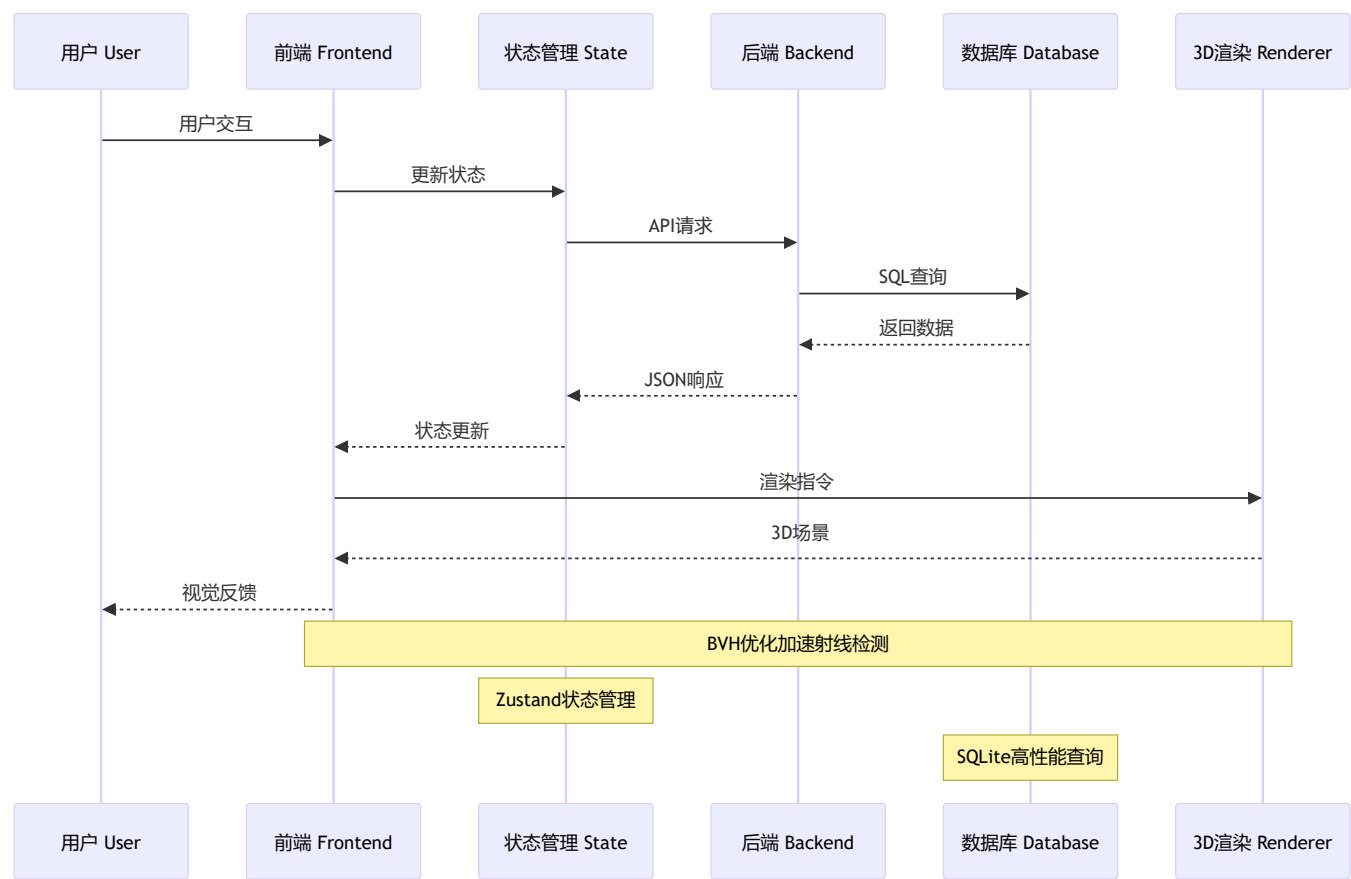 用户 User
前端 Frontend
状态管理 State
后端 Backend
数据库 Database
3D渲染 Renderer
用户交互
更新状态
API请求
SQL查询
返回数据
JSON响应
状态更新
渲染指令
3D场景
视觉反馈
BVH优化加速射线检测
Zustand状态管理
SQLite高性能查询
用户 User
前端 Frontend
状态管理 State
后端 Backend
数据库 Database
3D渲染 Renderer